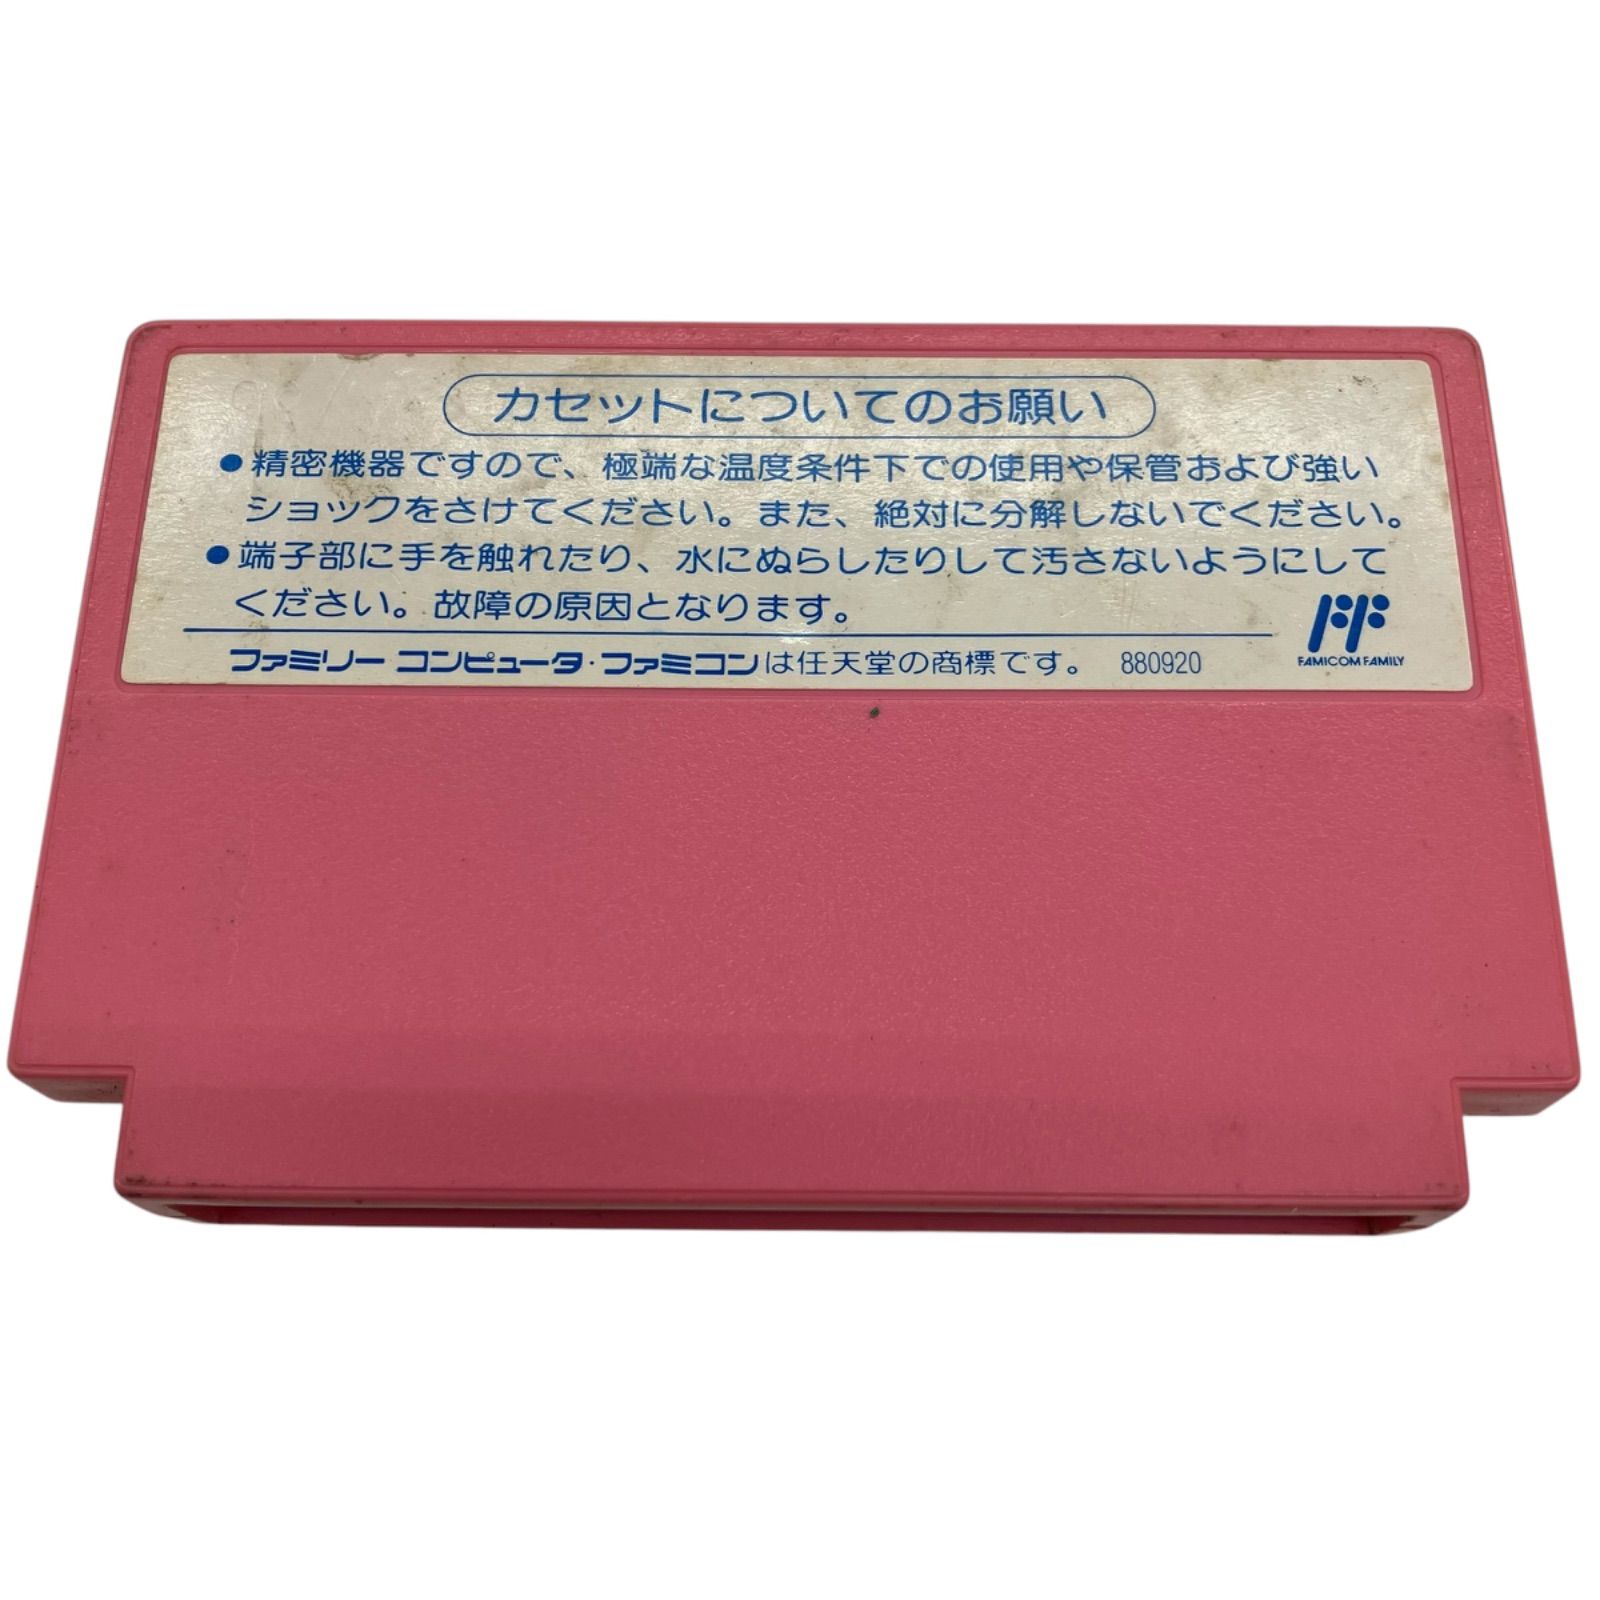 カセットについてのお願い
●精密機器ですので、極端な温度条件下での使用や保管および強い
ショックをさけてください。また、絶対に分解しないでください。
●端子部に手を触れたり、水にぬらしたりして汚さないようにして
ください。故障の原因となります。
FAMICOM FAMILY
ファミリー コンピュータ・ファミコンは任天堂の商標です。 880920